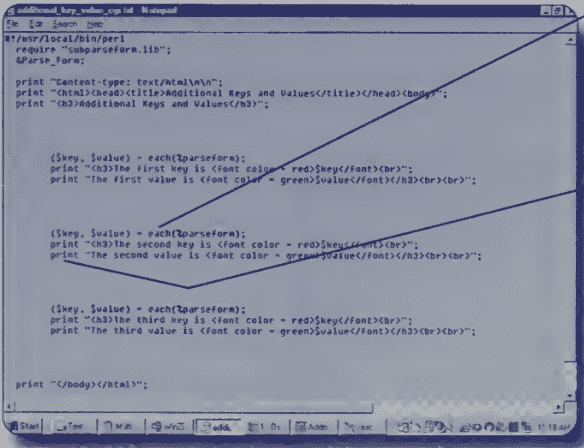 additional_key_value_cgi.txt - Notepad
File Edit Search Help
#!/usr/local/bin/perl
require "subparseform.lib";
&Parse_Form;
print "Content-type: text/html\n\n";
print "<html><head><title>Additional Keys and Values</title></head><body>";
print "<h3>Additional Keys and Values</h3>";
($key, $value) = each(%parseform);
print "<h3>The first key is <font color = red>$key</font><br>";
print "The first value is <font color = green>$value</font></h3><br><br>";
($key, $value) = each(%parseform);
print "<h3>The second key is <font color = red>$key</font><br>";
print "The second value is <font color = green>$value</font></h3><br><br>";
($key, $value) = each(%parseform);
print "<h3>The third key is <font color = red>$key</font><br>";
print "The third value is <font color = green>$value</font></h3><br><br>";
print "</body></html>";
Start 11:18 AM